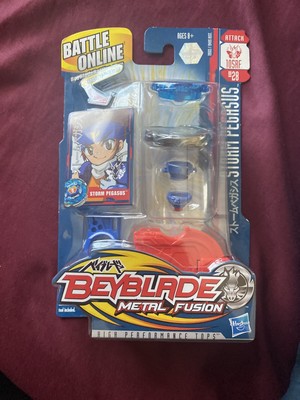 BATTLE
ONLINE
AGES 8+
ATTACK
105RF
B28
STORM PEGASUS
ストームペガシス
STORM PEGASUS
ベイブレード
BEYBLADE
METAL FUSION
Hasbro
HIGH PERFORMANCE TOPS